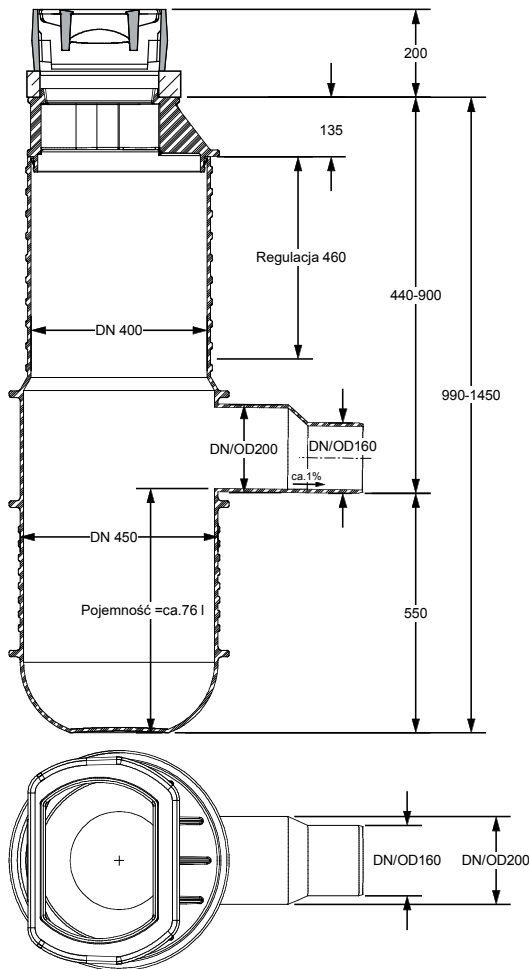 200
135
Regulacja 460
440-900
DN 400
990-1450
DN/OD200
DN/OD160
ca.1%
DN 450
Pojemność =ca.76 l
550
DN/OD160
DN/OD200